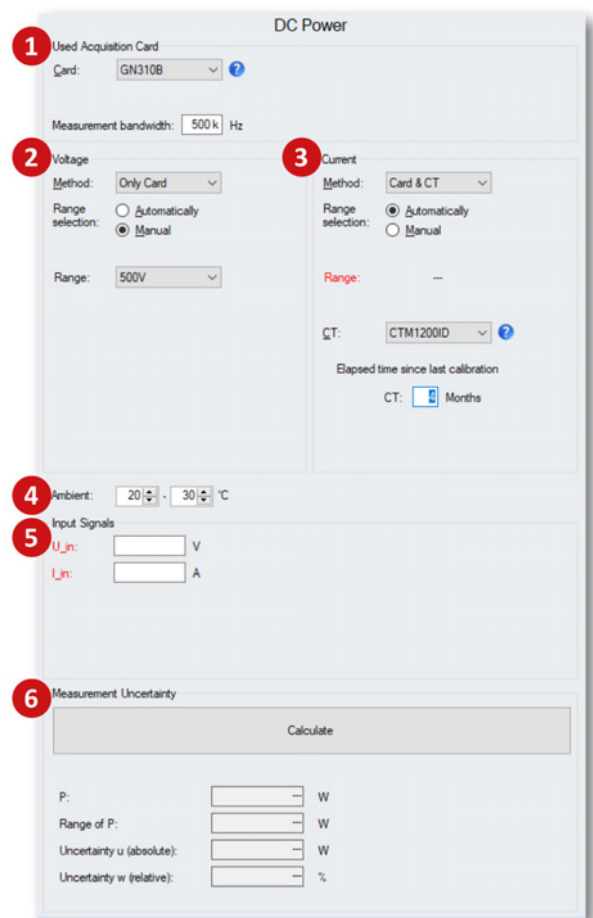 DC Power
1
Used Acquisition Card
Card: GN310B ?
Measurement bandwidth: 500k Hz
2
Voltage
Method: Only Card
Range selection: Automatically
Manual
Range: 500V
3
Current
Method: Card & CT
Range selection: Automatically
Manual
Range: ---
CT: CTM1200ID ?
Elapsed time since last calibration
CT: 4 Months
4
Ambient: 20 - 30 °C
5
Input Signals
U_in: V
I_in: A
6
Measurement Uncertainty
Calculate
P: --- W
Range of P: --- W
Uncertainty u (absolute): --- W
Uncertainty w (relative): --- %